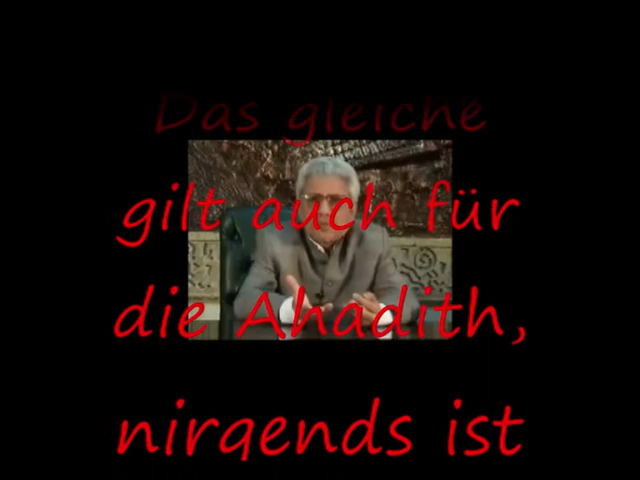 Das gleiche
gilt auch für
die Ahadith,
nirgends ist